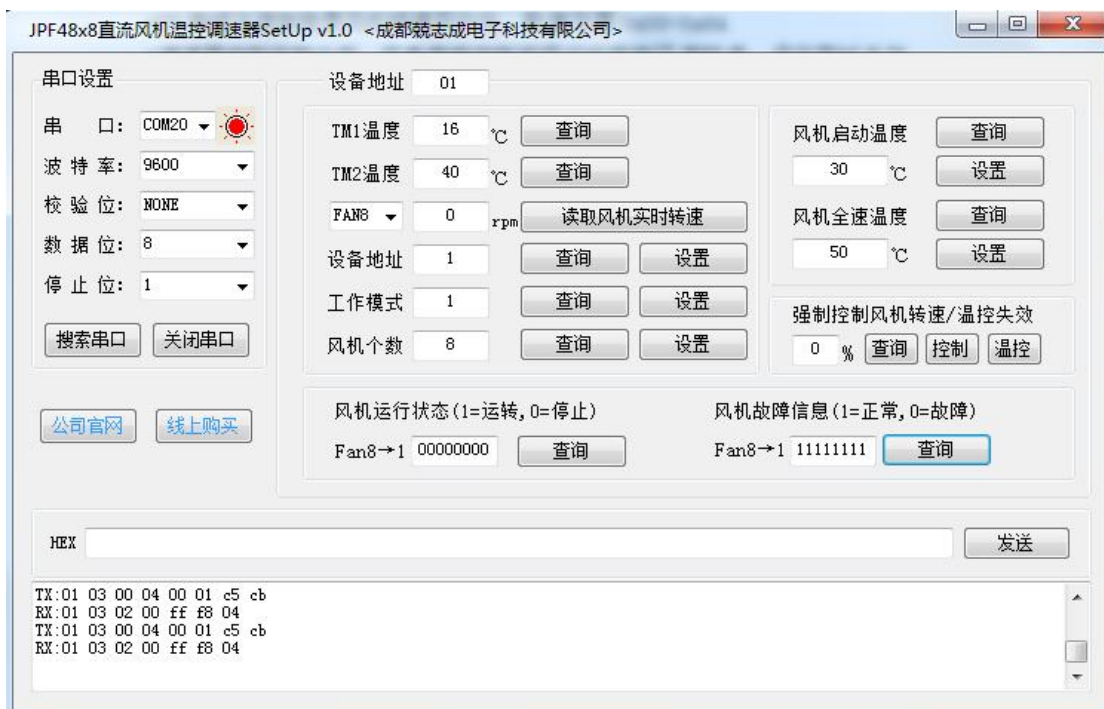 JPF48x8直流风机温控调速器SetUp v1.0 <成都兢志成电子科技有限公司>
串口设置
串 口: COM20
波 特 率: 9600
校 验 位: NONE
数 据 位: 8
停 止 位: 1
搜索串口 关闭串口
公司官网 线上购买
设备地址 01
TM1温度 16 ℃ 查询
TM2温度 40 ℃ 查询
FAN8 0 rpm 读取风机实时转速
设备地址 1 查询 设置
工作模式 1 查询 设置
风机个数 8 查询 设置
风机启动温度 查询
30 ℃ 设置
风机全速温度 查询
50 ℃ 设置
强制控制风机转速/温控失效
0 % 查询 控制 温控
风机运行状态(1=运转,0=停止)
Fan8→1 00000000 查询
风机故障信息(1=正常,0=故障)
Fan8→1 11111111 查询
HEX 发送
TX:01 03 00 04 00 01 c5 cb
RX:01 03 02 00 ff f8 04
TX:01 03 00 04 00 01 c5 cb
RX:01 03 02 00 ff f8 04